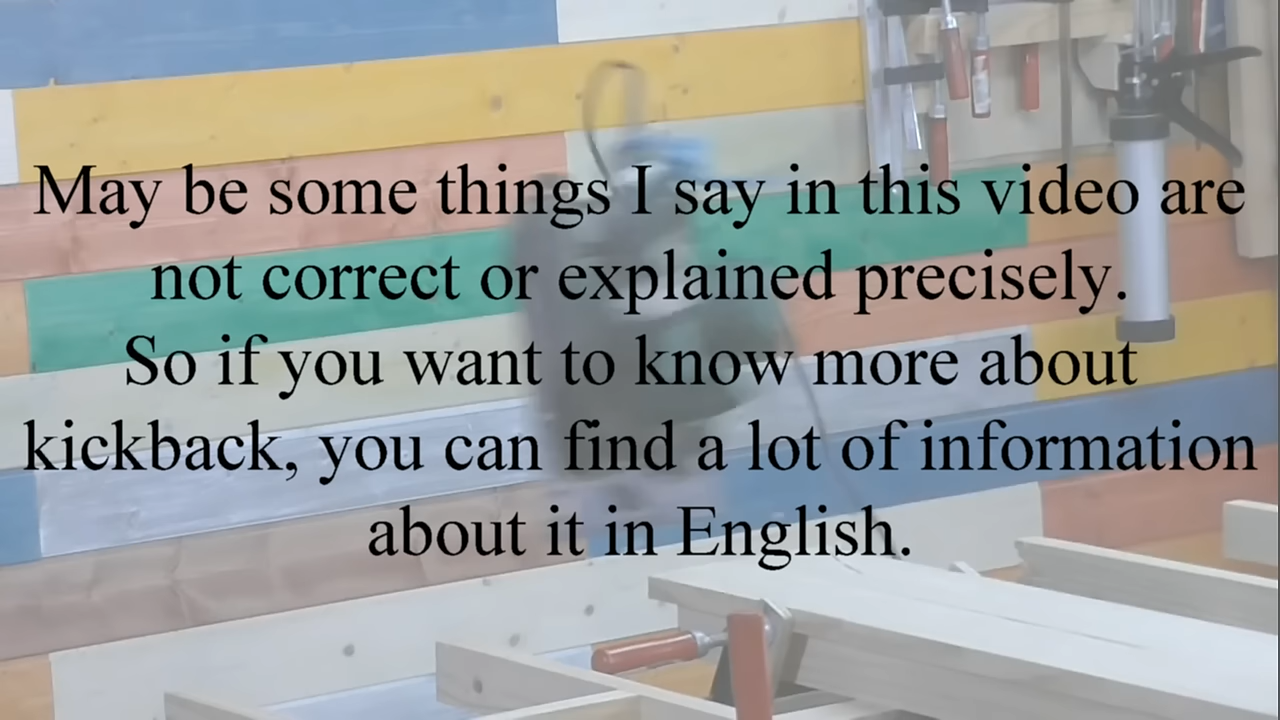 May be some things I say in this video are
not correct or explained precisely.
So if you want to know more about
kickback, you can find a lot of information
about it in English.